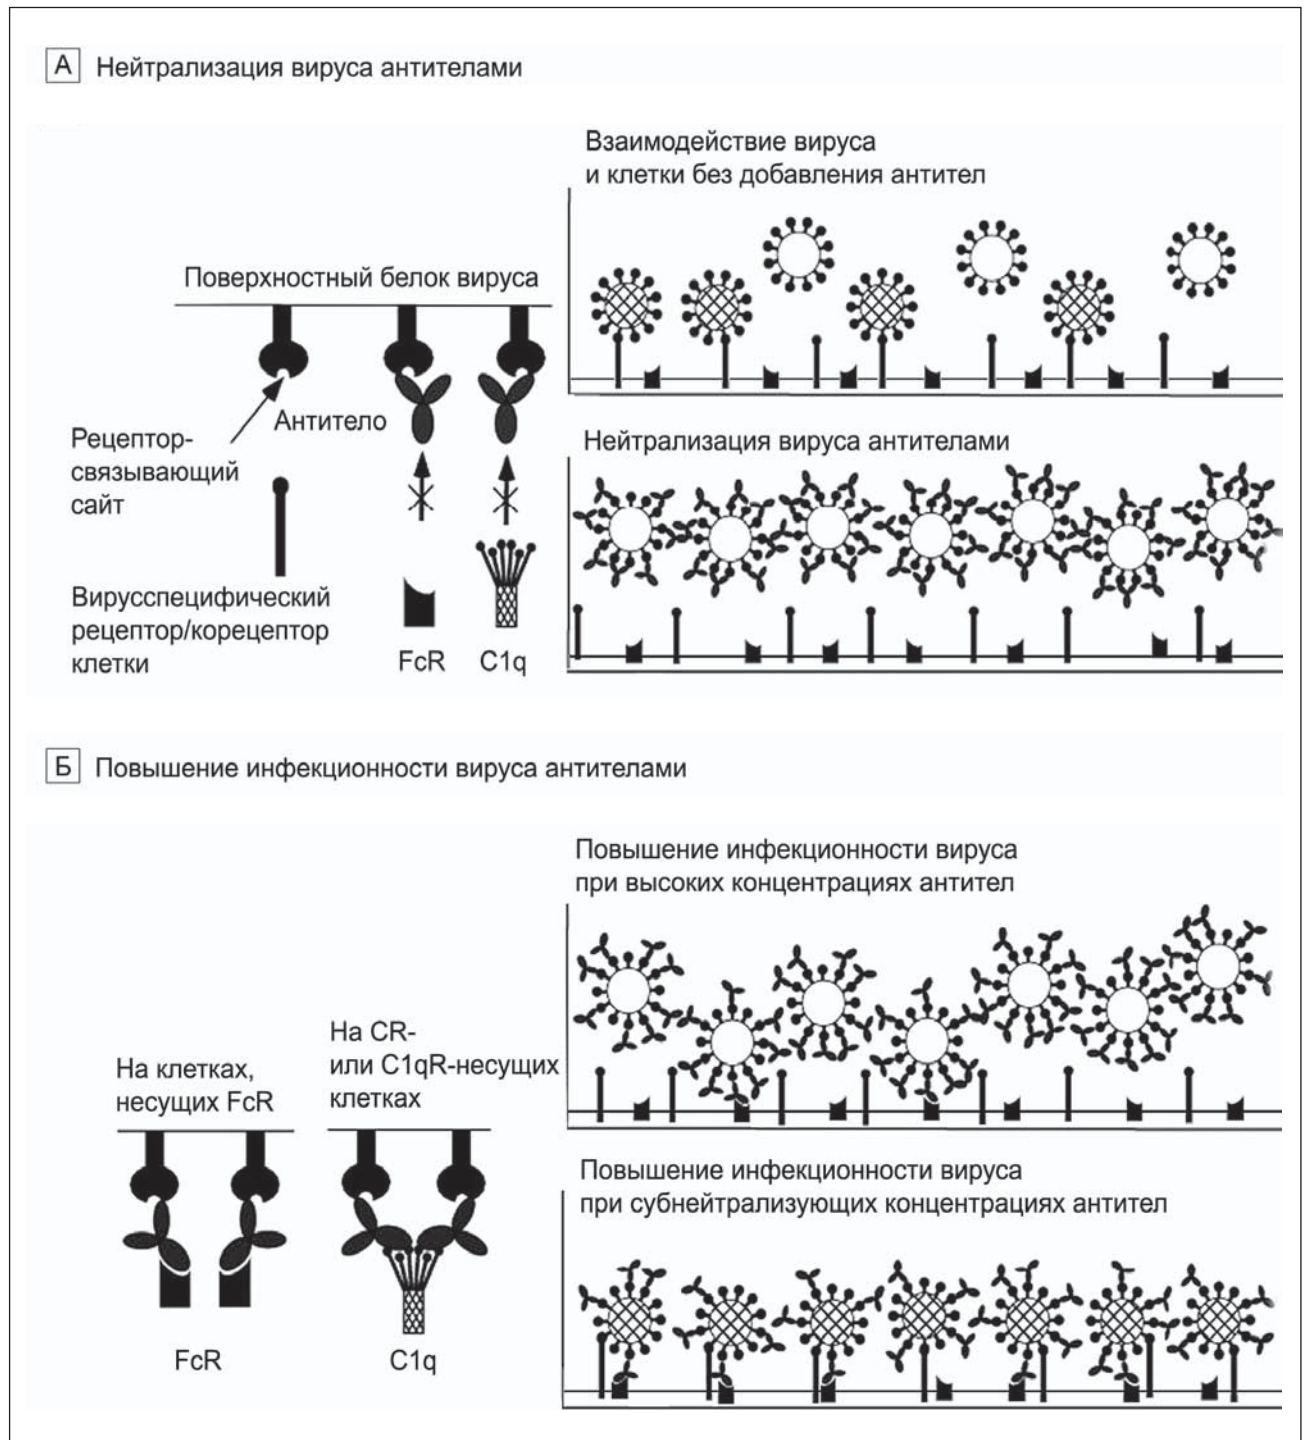 А Нейтрализация вируса антителами
Взаимодействие вируса
и клетки без добавления антител
Поверхностный белок вируса
Антитело
Рецептор-
связывающий
сайт
Вирусспецифический
рецептор/корецептор
клетки
FcR
C1q
Нейтрализация вируса антителами
Б Повышение инфекционности вируса антителами
Повышение инфекционности вируса
при высоких концентрациях антител
На клетках,
несущих FcR
На CR-
или C1qR-несущих
клетках
FcR
C1q
Повышение инфекционности вируса
при субнейтрализующих концентрациях антител